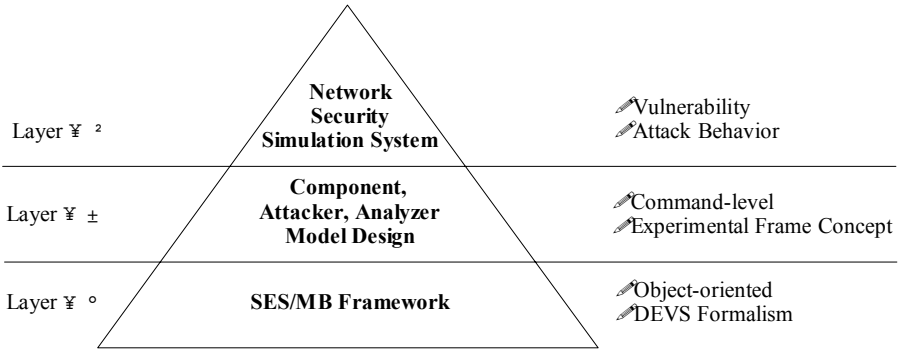 Network
Security
Simulation System
Layer ¥ ²
Vulnerability
Attack Behavior
Component,
Attacker, Analyzer
Model Design
Layer ¥ ±
Command-level
Experimental Frame Concept
SES/MB Framework
Layer ¥ °
Object-oriented
DEVS Formalism